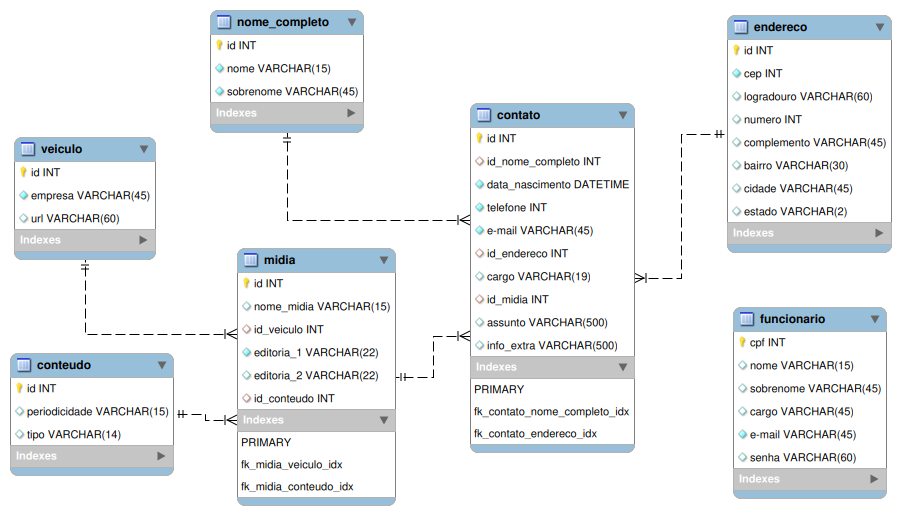 nome_completo
id INT
nome VARCHAR(15)
sobrenome VARCHAR(45)
Indexes
endereco
id INT
cep INT
logradouro VARCHAR(60)
numero INT
complemento VARCHAR(45)
bairro VARCHAR(30)
cidade VARCHAR(45)
estado VARCHAR(2)
Indexes
contato
id INT
id_nome_completo INT
data_nascimento DATETIME
telefone INT
e-mail VARCHAR(45)
id_endereco INT
cargo VARCHAR(19)
id_midia INT
assunto VARCHAR(500)
info_extra VARCHAR(500)
Indexes
PRIMARY
fk_contato_nome_completo_idx
fk_contato_endereco_idx
veiculo
id INT
empresa VARCHAR(45)
url VARCHAR(60)
Indexes
midia
id INT
nome_midia VARCHAR(15)
id_veiculo INT
editoria_1 VARCHAR(22)
editoria_2 VARCHAR(22)
id_conteudo INT
Indexes
PRIMARY
fk_midia_veiculo_idx
fk_midia_conteudo_idx
conteudo
id INT
periodicidade VARCHAR(15)
tipo VARCHAR(14)
Indexes
funcionario
cpf INT
nome VARCHAR(15)
sobrenome VARCHAR(45)
cargo VARCHAR(45)
e-mail VARCHAR(45)
senha VARCHAR(60)
Indexes